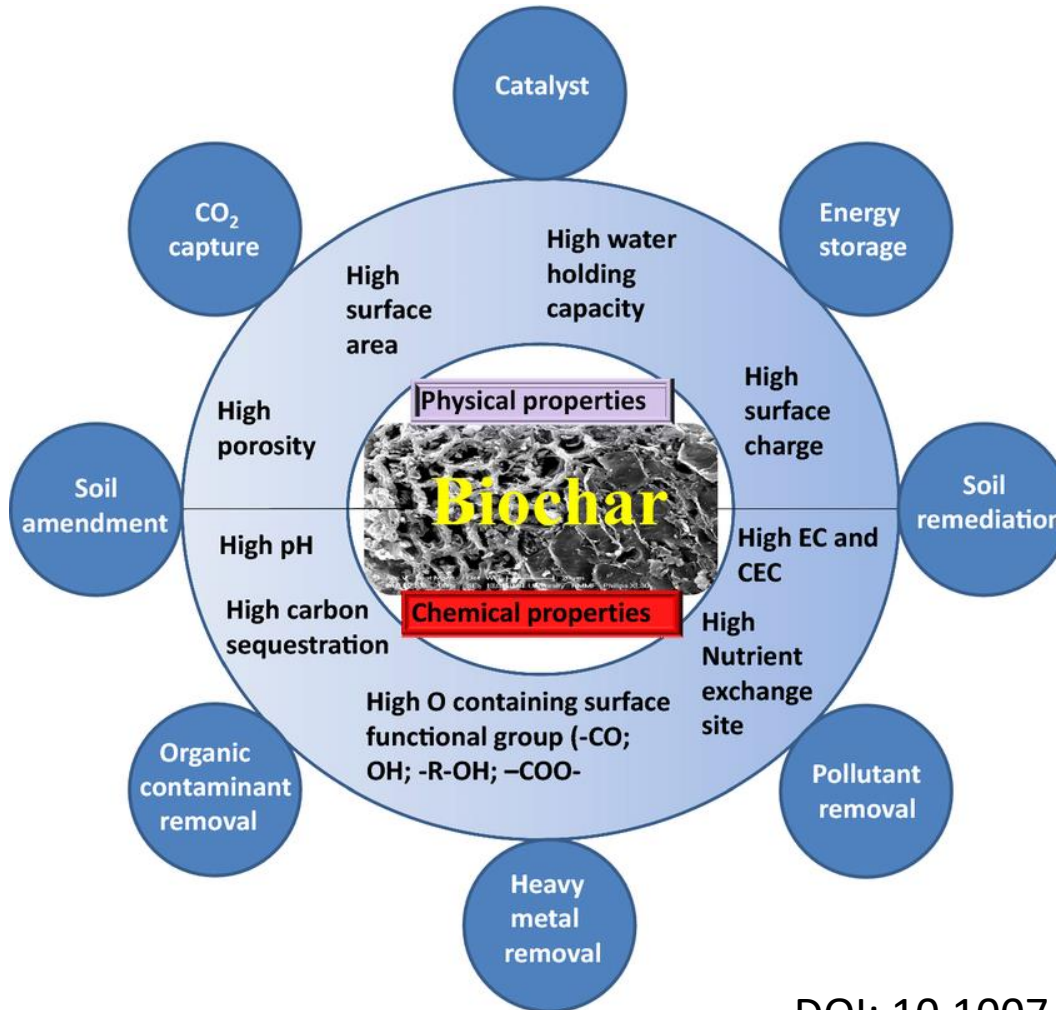 Catalyst
CO₂
capture
Energy
storage
High water
holding
capacity
High
surface
area
High
surface
charge
Physical properties
High
porosity
Biochar
Soil
amendment
Soil
remediation
High pH
High EC and
CEC
High carbon
sequestration
Chemical properties
High
Nutrient
exchange
site
High O containing surface
functional group (-CO;
OH; -R-OH; –COO-
Organic
contaminant
removal
Pollutant
removal
Heavy
metal
removal
DOI: 10.1007